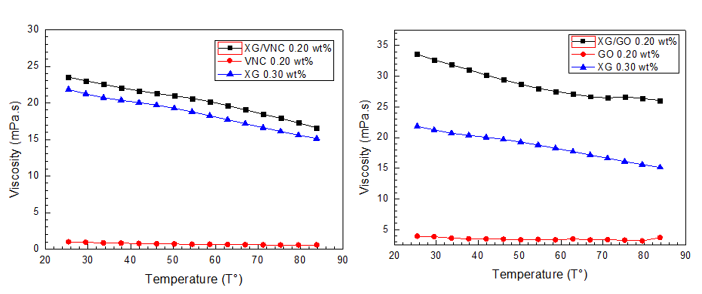 30
25
20
15
10
5
0
Viscosity (mPa.s)
XG/VNC 0.20 wt%
VNC 0.20 wt%
XG 0.30 wt%
20 30 40 50 60 70 80 90
Temperature (T°)
35
30
25
20
15
10
5
Viscosity (mPa.s)
XG/GO 0.20 wt%
GO 0.20 wt%
XG 0.30 wt%
20 30 40 50 60 70 80 90
Temperature (T°)